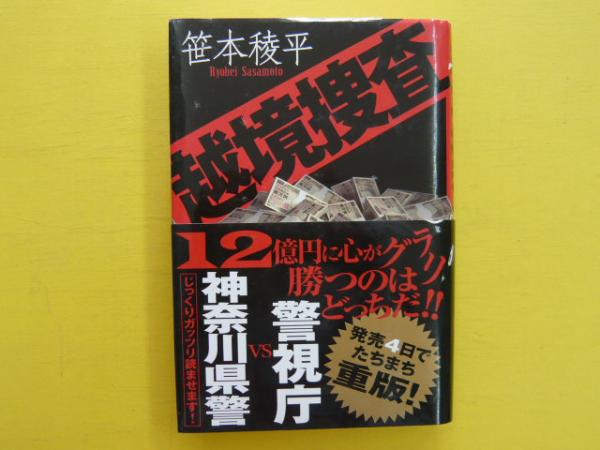 笹本稜平
Ryohei Sasamoto
越境捜査
12億円に心がグラリ
勝つのはどっちだ!!
警視庁
VS
神奈川県警
じっくりガッツリ読ませます!
発売4日で
たちまち
重版!